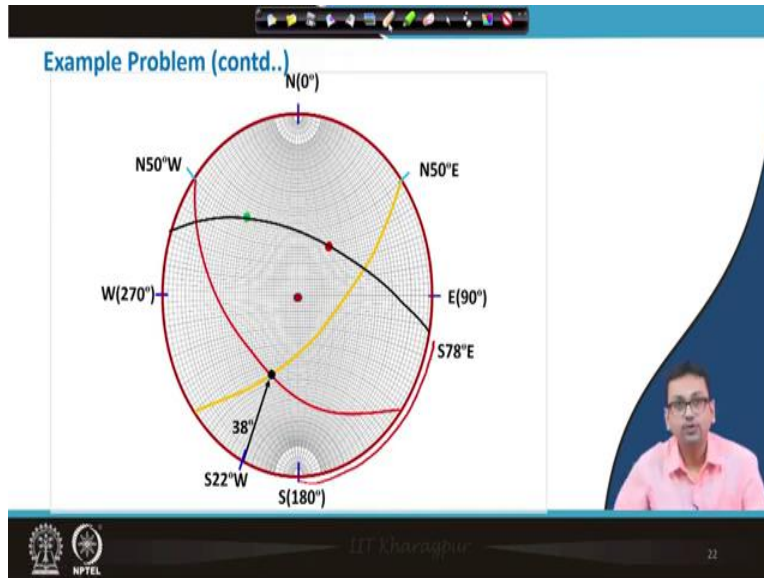 Example Problem (contd..)
N(0°)
N50°W
N50°E
W(270°)
E(90°)
S78°E
38°
S22°W
S(180°)
IIT Kharagpur
NPTEL
22